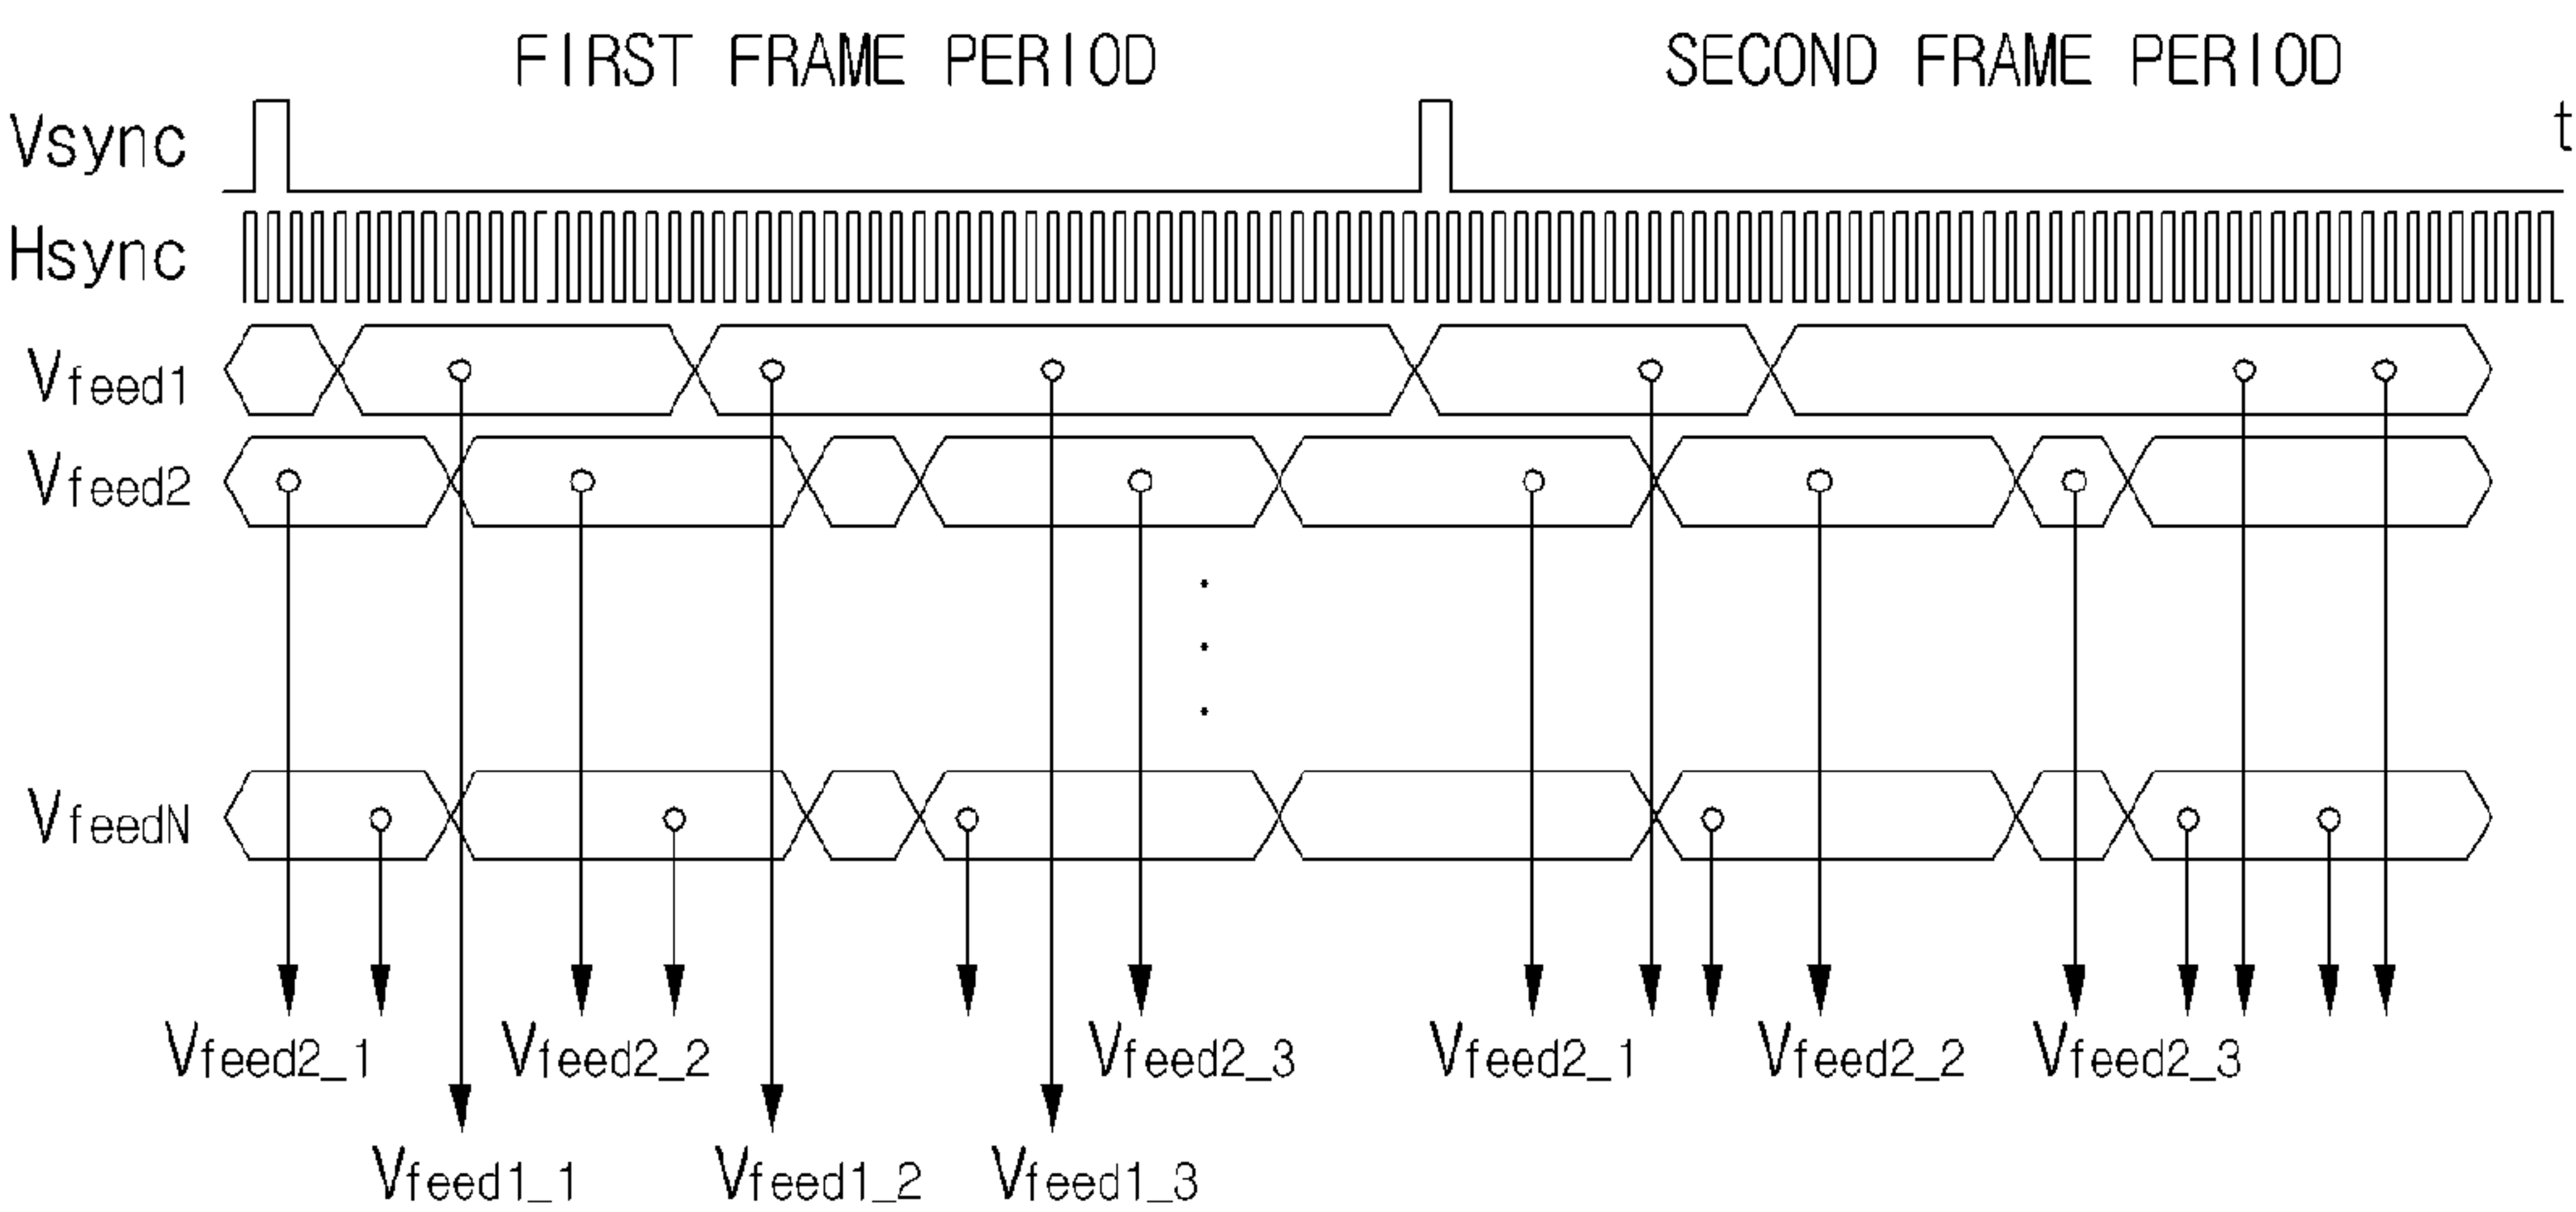 FIRST FRAME PERIOD SECOND FRAME PERIOD
Vsync t
Hsync
Vfeed1
Vfeed2
VfeedN
Vfeed2_1 Vfeed2_2 Vfeed2_3 Vfeed2_1 Vfeed2_2 Vfeed2_3
Vfeed1_1 Vfeed1_2 Vfeed1_3